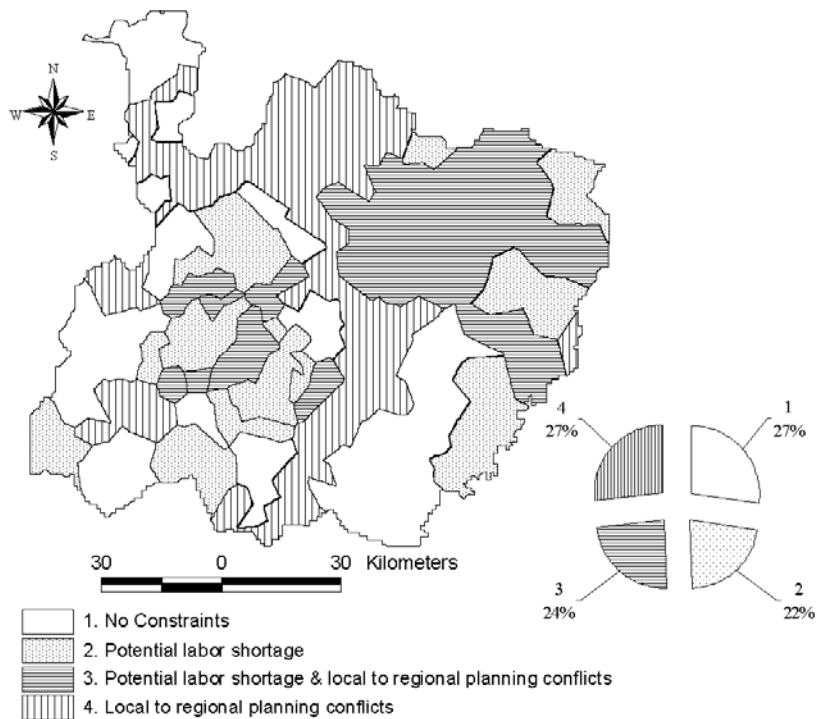 N
W E
S
4
27%
1
27%
3
24%
2
22%
30 0 30 Kilometers
1. No Constraints
2. Potential labor shortage
3. Potential labor shortage & local to regional planning conflicts
4. Local to regional planning conflicts